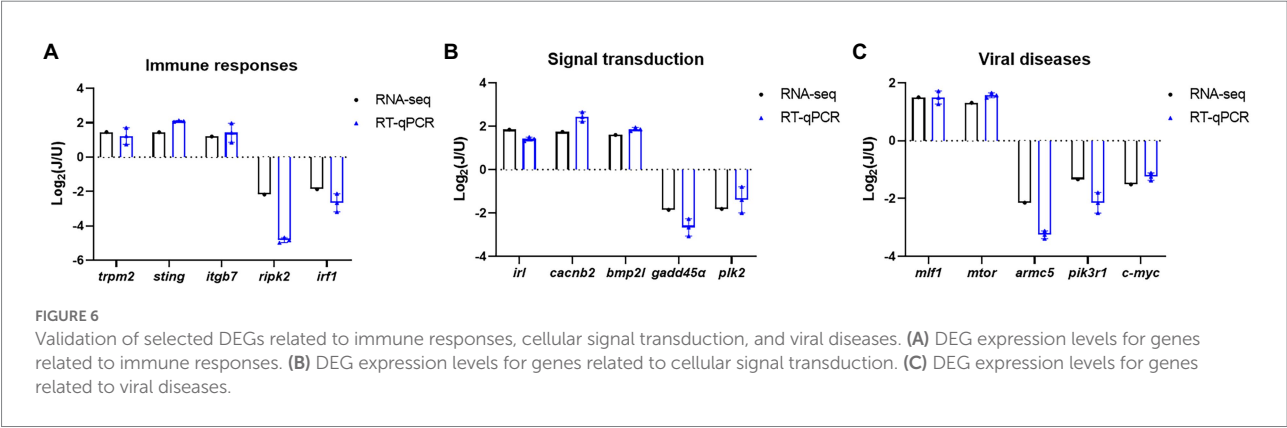 A
Immune responses
Log2(J/U)
4
2
0
-2
-4
-6
trpm2 sting itgb7 ripk2 irf1
RNA-seq
RT-qPCR
B
Signal transduction
Log2(J/U)
4
2
0
-2
-4
irl cacnb2 bmp2l gadd45α plk2
RNA-seq
RT-qPCR
C
Viral diseases
Log2(J/U)
2
0
-2
-4
mlf1 mtor armc5 pik3r1 c-myc
RNA-seq
RT-qPCR
FIGURE 6
Validation of selected DEGs related to immune responses, cellular signal transduction, and viral diseases. (A) DEG expression levels for genes
related to immune responses. (B) DEG expression levels for genes related to cellular signal transduction. (C) DEG expression levels for genes
related to viral diseases.